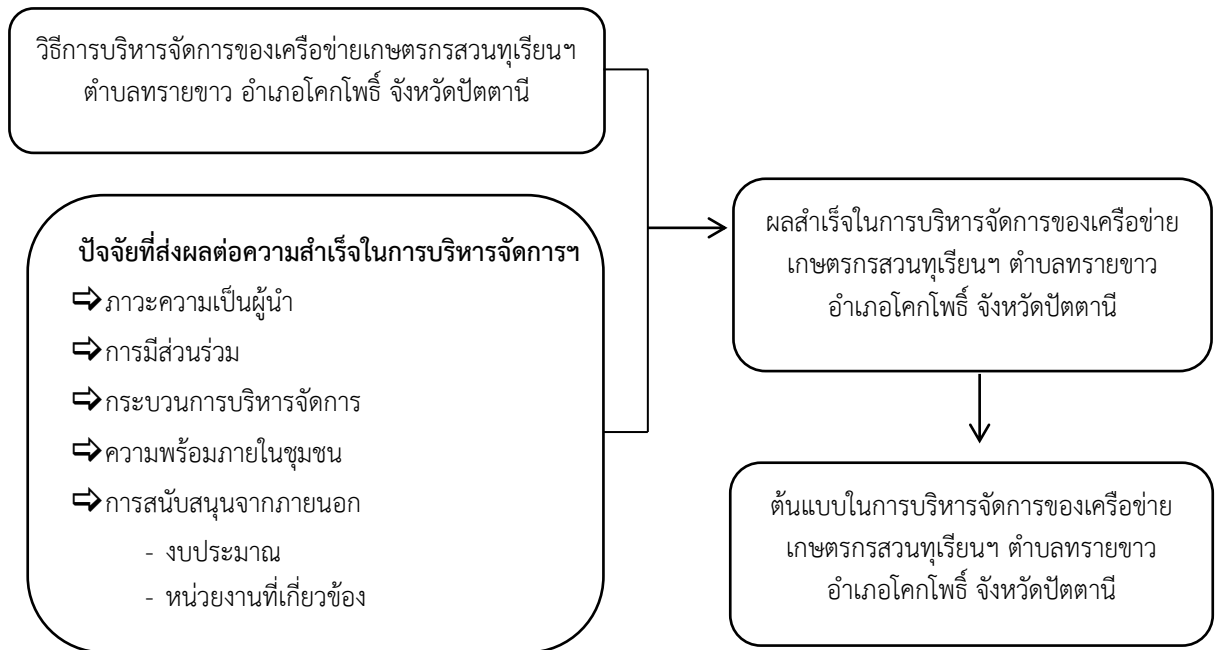 วิธีการบริหารจัดการของเครือข่ายเกษตรกรสวนทุเรียนฯ
ตำบลทรายขาว อำเภอโคกโพธิ์ จังหวัดปัตตานี
ปัจจัยที่ส่งผลต่อความสำเร็จในการบริหารจัดการฯ
ภาวะความเป็นผู้นำ
การมีส่วนร่วม
กระบวนการบริหารจัดการ
ความพร้อมภายในชุมชน
การสนับสนุนจากภายนอก
- งบประมาณ
- หน่วยงานที่เกี่ยวข้อง
ผลสำเร็จในการบริหารจัดการของเครือข่าย
เกษตรกรสวนทุเรียนฯ ตำบลทรายขาว
อำเภอโคกโพธิ์ จังหวัดปัตตานี
ต้นแบบในการบริหารจัดการของเครือข่าย
เกษตรกรสวนทุเรียนฯ ตำบลทรายขาว
อำเภอโคกโพธิ์ จังหวัดปัตตานี